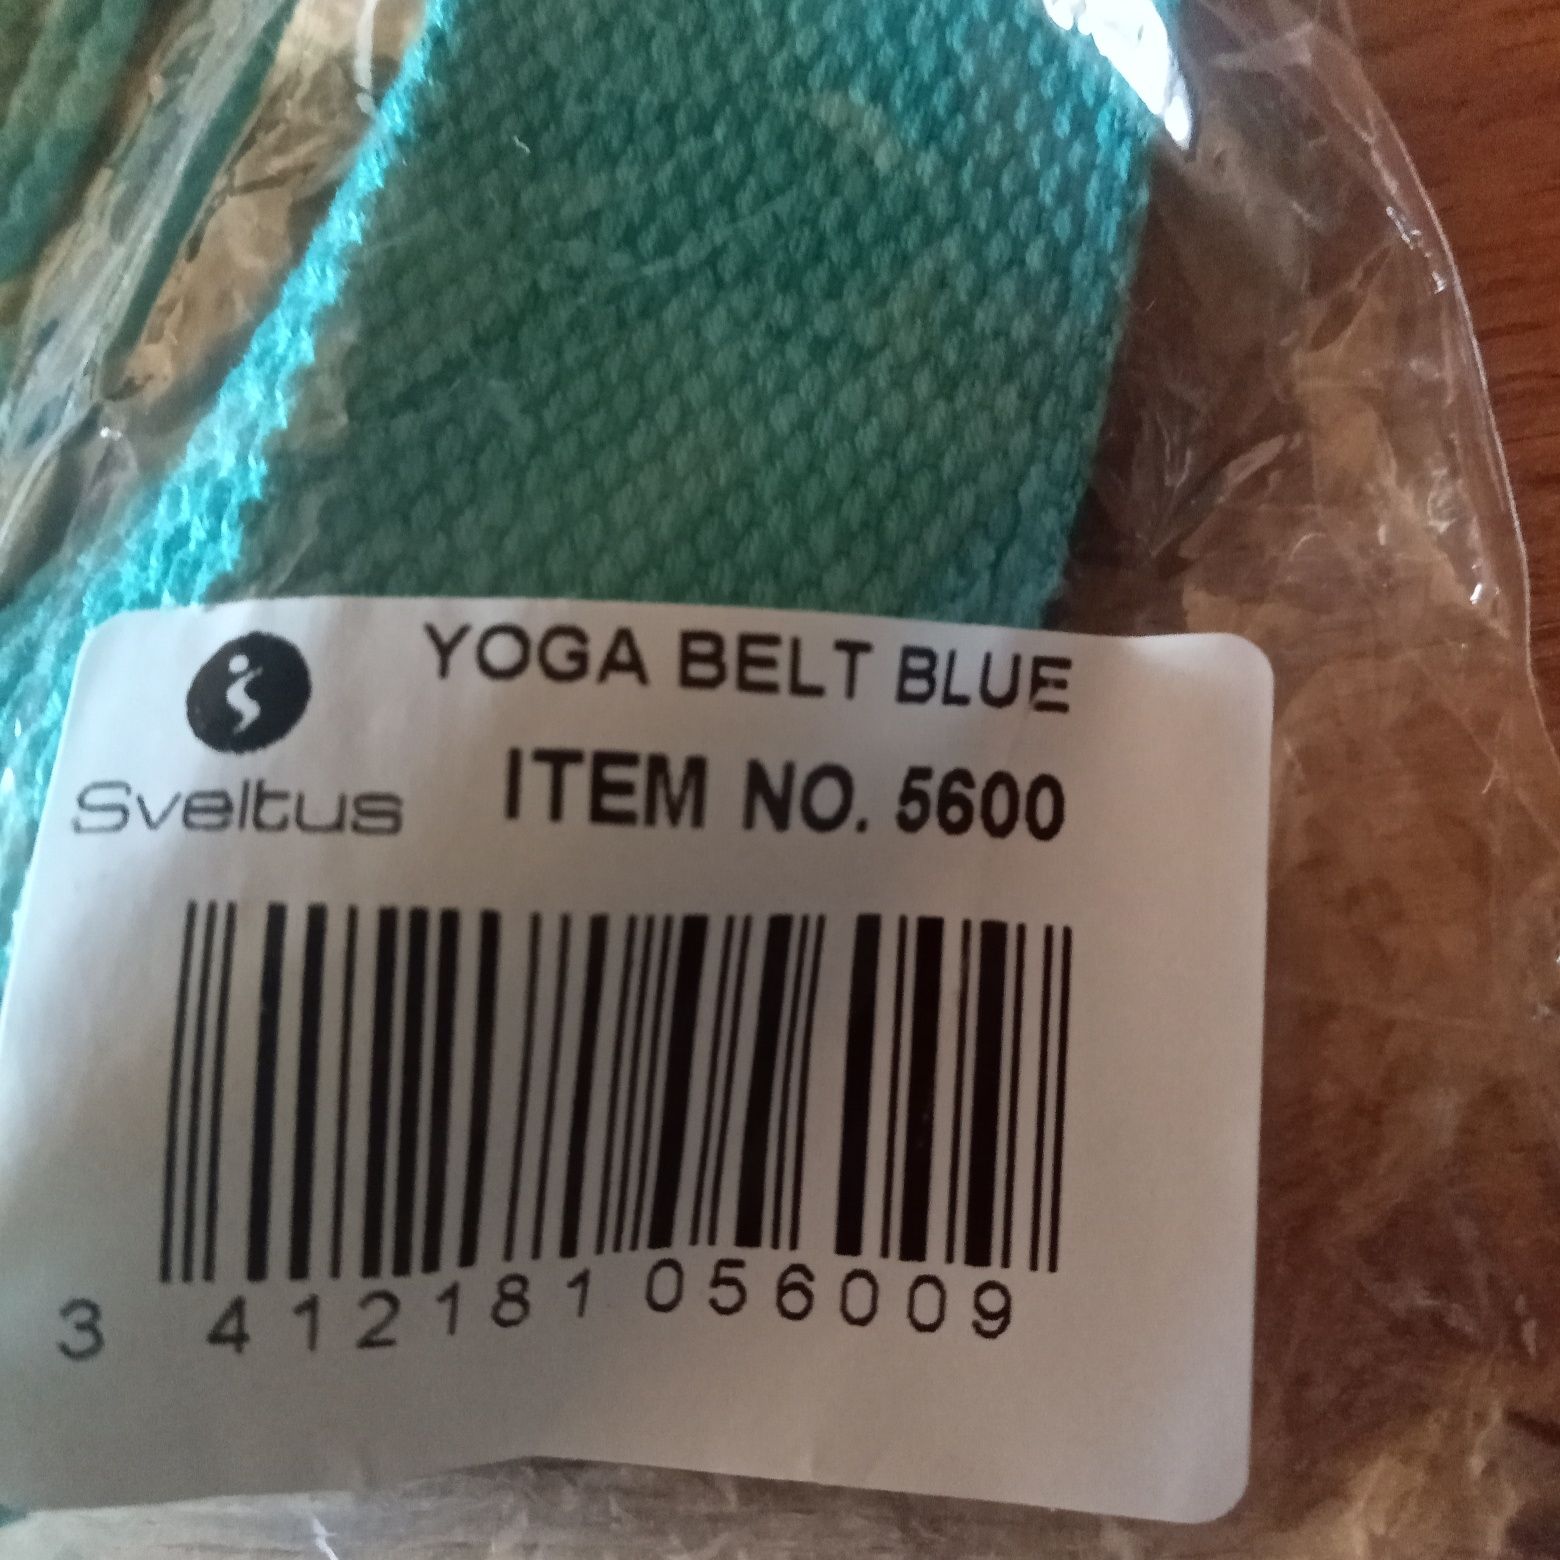 YOGA BELT BLUE
Sveltus
ITEM NO. 5600
3 412181 056009